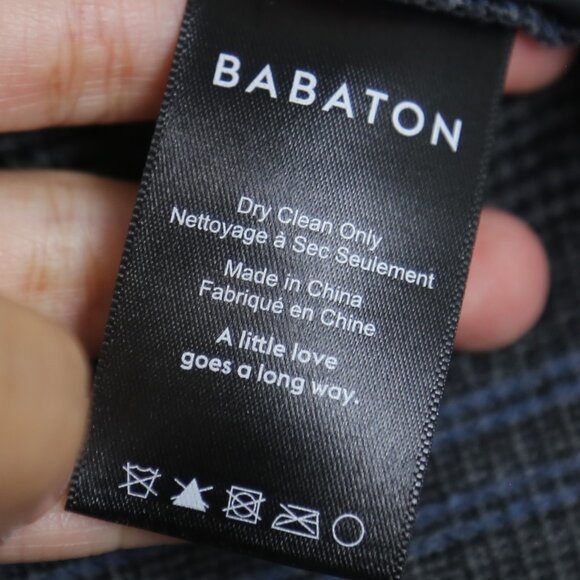 BABATON
Dry Clean Only
Nettoyage à Sec Seulement
Made in China
Fabriqué en Chine
A little love
goes a long way.